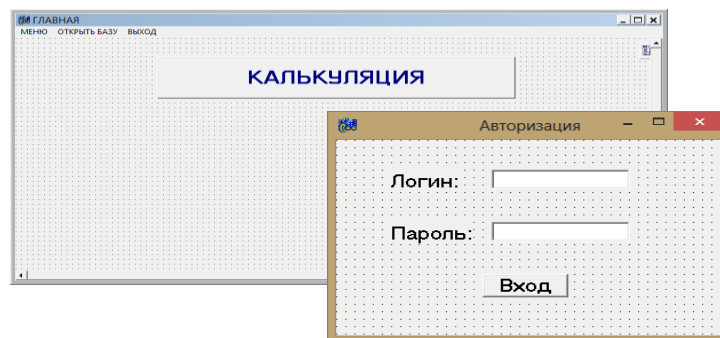 ГЛАВНАЯ
МЕНЮ ОТКРЫТЬ БАЗУ ВЫХОД
КАЛЬКУЛЯЦИЯ
Авторизация
Логин:
Пароль:
Вход